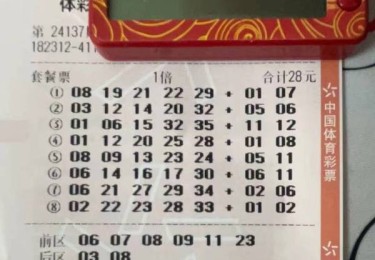 体彩
第 24137
182312-411
套餐票 1倍 合计28元
① 08 19 21 22 29 + 01 07
② 03 12 14 20 32 + 05 06
③ 01 06 15 32 35 + 11 12
④ 01 12 20 25 28 + 01 08
⑤ 08 09 13 23 24 + 05 11
⑥ 06 14 16 17 30 + 06 11
⑦ 06 21 27 29 34 + 02 06
⑧ 02 22 23 28 33 + 01 02
前区 06 07 08 09 11 23
后区 03 08
中国体育彩票